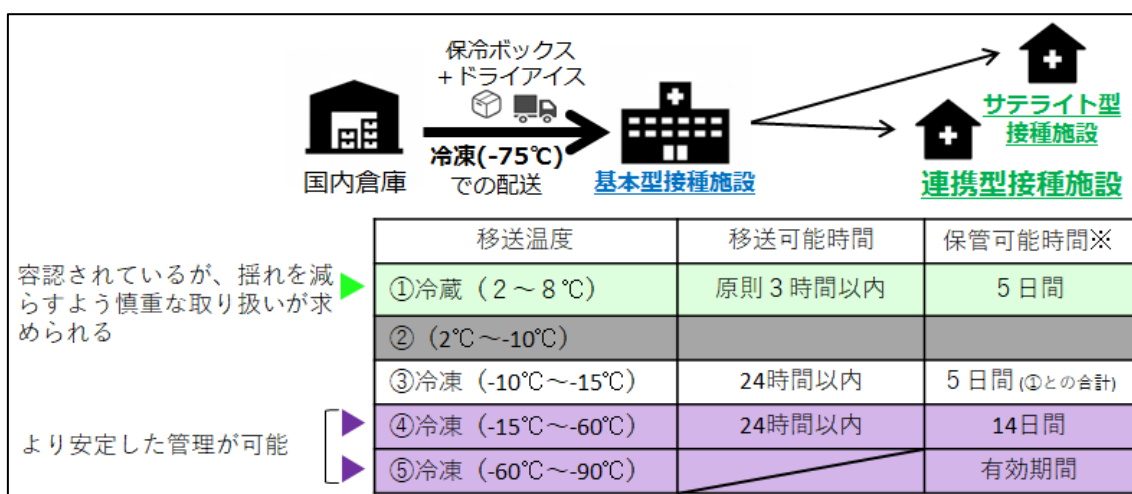 保冷ボックス
＋ドライアイス
冷凍(-75℃)
での配送
国内倉庫
基本型接種施設
サテライト型
接種施設
連携型接種施設
移送温度 移送可能時間 保管可能時間※
容認されているが、揺れを減
らすよう慎重な取り扱いが求
められる
①冷蔵（２～８℃） 原則３時間以内 ５日間
②（2℃～-10℃）
③冷凍（-10℃～-15℃） 24時間以内 ５日間(①との合計)
より安定した管理が可能
④冷凍（-15℃～-60℃） 24時間以内 14日間
⑤冷凍（-60℃～-90℃） 有効期間